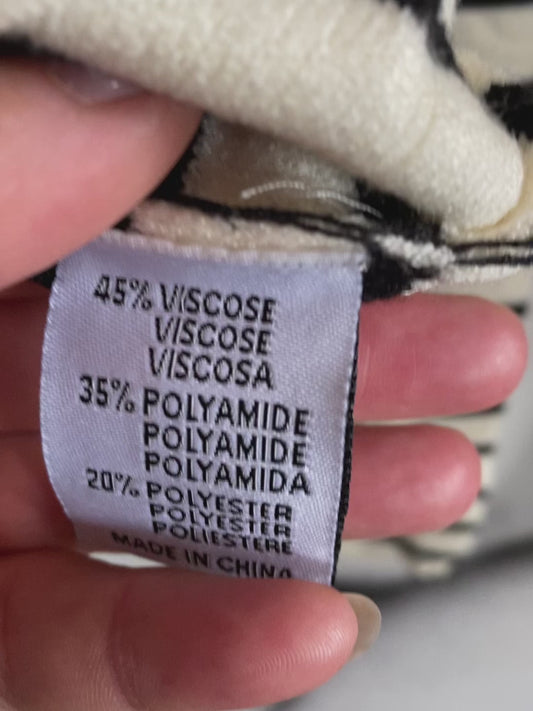 45% VISCOSE
VISCOSE
VISCOSA
35% POLYAMIDE
POLYAMIDE
POLYAMIDA
20% POLYESTER
POLYESTER
POLIESTERE
MADE IN CHINA